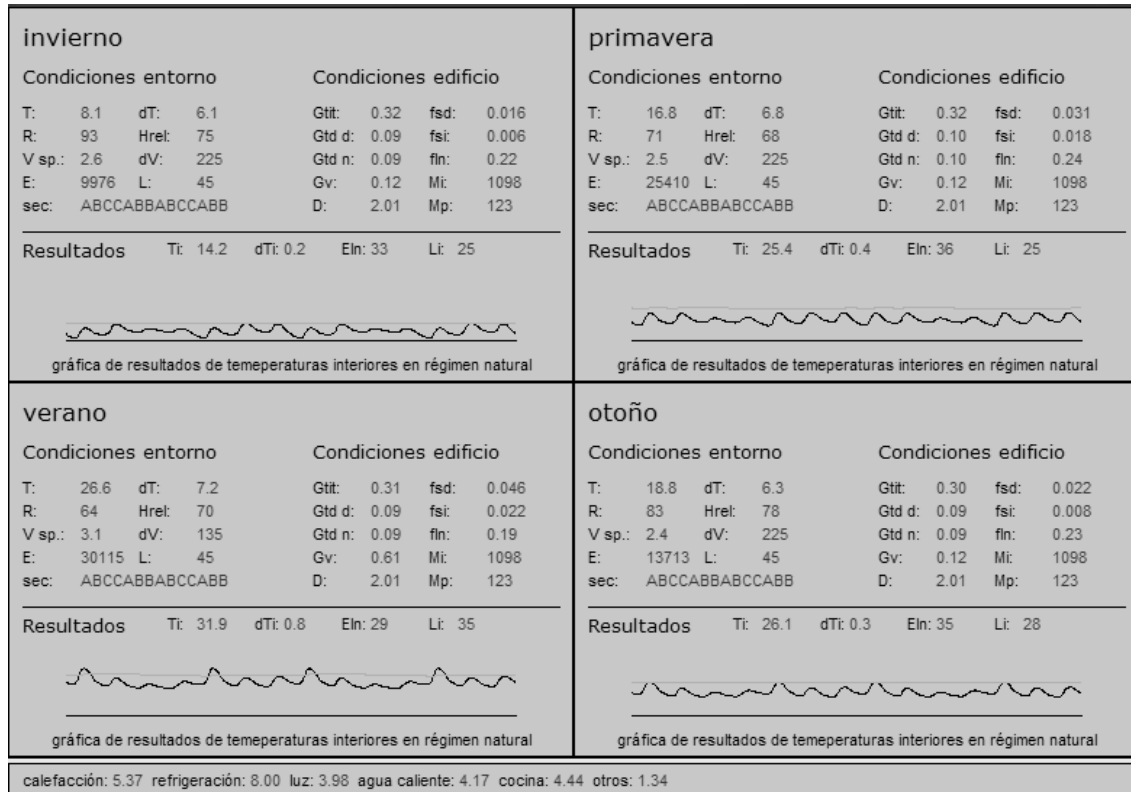 invierno
Condiciones entorno Condiciones edificio
T: 8.1 dT: 6.1 Gtit: 0.32 fsd: 0.016
R: 93 Hrel: 75 Gtd d: 0.09 fsi: 0.006
V sp.: 2.6 dV: 225 Gtd n: 0.09 fln: 0.22
E: 9976 L: 45 Gv: 0.12 Mi: 1098
sec: ABCCABBABCCABB D: 2.01 Mp: 123
Resultados Ti: 14.2 dTi: 0.2 Eln: 33 Li: 25
gráfica de resultados de temeperaturas interiores en régimen natural
primavera
Condiciones entorno Condiciones edificio
T: 16.8 dT: 6.8 Gtit: 0.32 fsd: 0.031
R: 71 Hrel: 68 Gtd d: 0.10 fsi: 0.018
V sp.: 2.5 dV: 225 Gtd n: 0.10 fln: 0.24
E: 25410 L: 45 Gv: 0.12 Mi: 1098
sec: ABCCABBABCCABB D: 2.01 Mp: 123
Resultados Ti: 25.4 dTi: 0.4 Eln: 36 Li: 25
gráfica de resultados de temeperaturas interiores en régimen natural
verano
Condiciones entorno Condiciones edificio
T: 26.6 dT: 7.2 Gtit: 0.31 fsd: 0.046
R: 64 Hrel: 70 Gtd d: 0.09 fsi: 0.022
V sp.: 3.1 dV: 135 Gtd n: 0.09 fln: 0.19
E: 30115 L: 45 Gv: 0.61 Mi: 1098
sec: ABCCABBABCCABB D: 2.01 Mp: 123
Resultados Ti: 31.9 dTi: 0.8 Eln: 29 Li: 35
gráfica de resultados de temeperaturas interiores en régimen natural
otoño
Condiciones entorno Condiciones edificio
T: 18.8 dT: 6.3 Gtit: 0.30 fsd: 0.022
R: 83 Hrel: 78 Gtd d: 0.09 fsi: 0.008
V sp.: 2.4 dV: 225 Gtd n: 0.09 fln: 0.23
E: 13713 L: 45 Gv: 0.12 Mi: 1098
sec: ABCCABBABCCABB D: 2.01 Mp: 123
Resultados Ti: 26.1 dTi: 0.3 Eln: 35 Li: 28
gráfica de resultados de temeperaturas interiores en régimen natural
calefacción: 5.37 refrigeración: 8.00 luz: 3.98 agua caliente: 4.17 cocina: 4.44 otros: 1.34